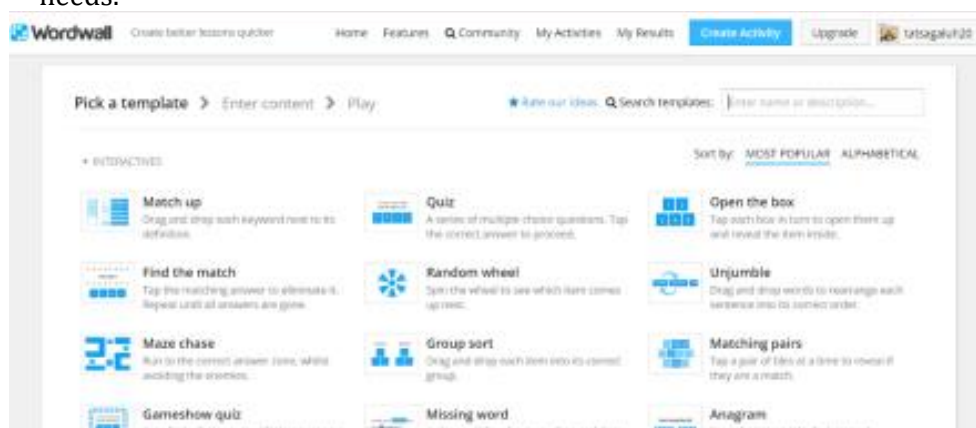 needs.
Wordwall Create better lessons quicker Home Features Community My Activities My Results Create Activity Upgrade tatsagaluh20
Pick a template > Enter content > Play Rate our ideas Search templates: Enter name or description...
INTERACTIVES Sort by: MOST POPULAR ALPHABETICAL
Match up Quiz Open the box
Drag and drop each keyword next to its A series of multiple choice questions. Tap Tap each box in turn to open them up
definition. the correct answer to proceed. and reveal the item inside.
Find the match Random wheel Unjumble
Tap the matching answer to eliminate it. Spin the wheel to see which item comes Drag and drop words to rearrange each
Repeat until all answers are gone. up next. sentence into its correct order.
Maze chase Group sort Matching pairs
Run to the correct answer zone, whilst Drag and drop each item into its correct Tap a pair of tiles at a time to reveal if
avoiding the enemies. group. they are a match.
Gameshow quiz Missing word Anagram